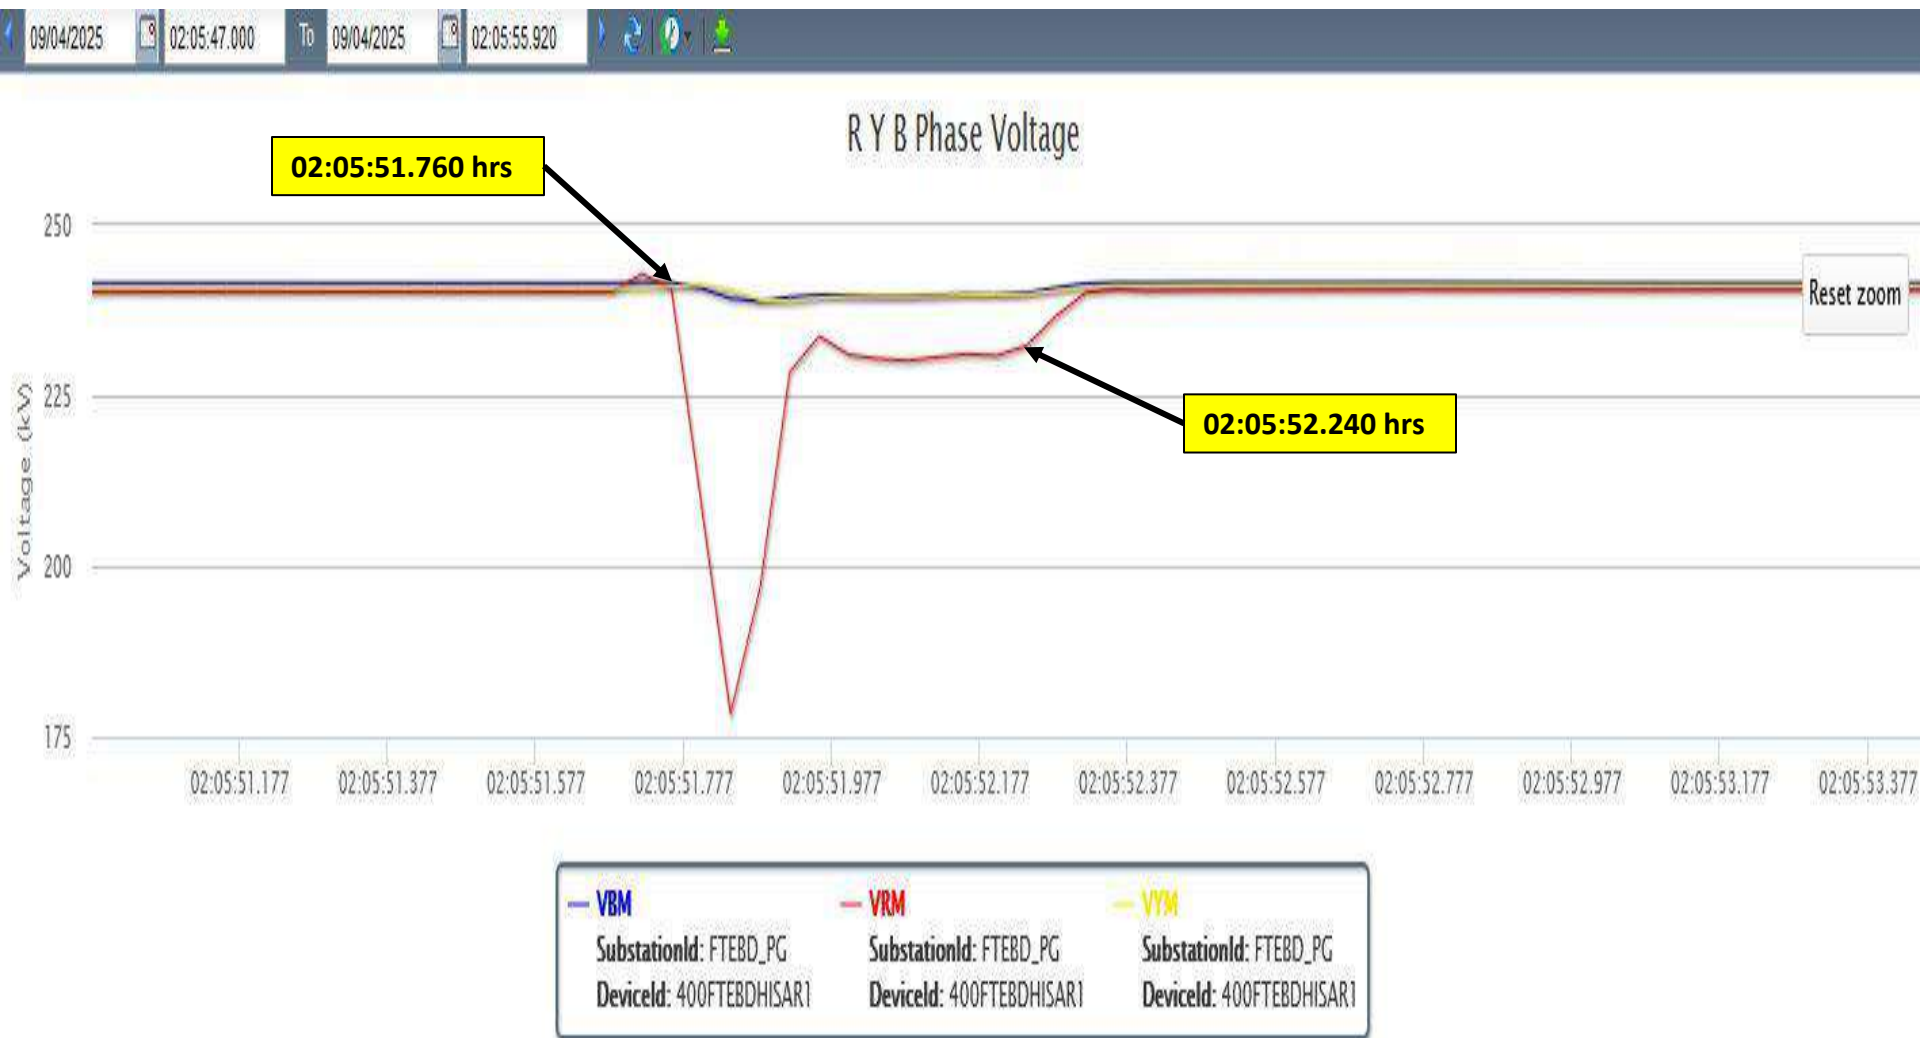 09/04/2025 02:05:47.000 To 09/04/2025 02:05:55.920
R Y B Phase Voltage
02:05:51.760 hrs
250
Reset zoom
225
02:05:52.240 hrs
Voltage (kV)
200
175
02:05:51.177 02:05:51.377 02:05:51.577 02:05:51.777 02:05:51.977 02:05:52.177 02:05:52.377 02:05:52.577 02:05:52.777 02:05:52.977 02:05:53.177 02:05:53.377
VBM VRM VYM
SubstationId: FTEBD_PG SubstationId: FTEBD_PG SubstationId: FTEBD_PG
DeviceId: 400FTEBDHISAR1 DeviceId: 400FTEBDHISAR1 DeviceId: 400FTEBDHISAR1